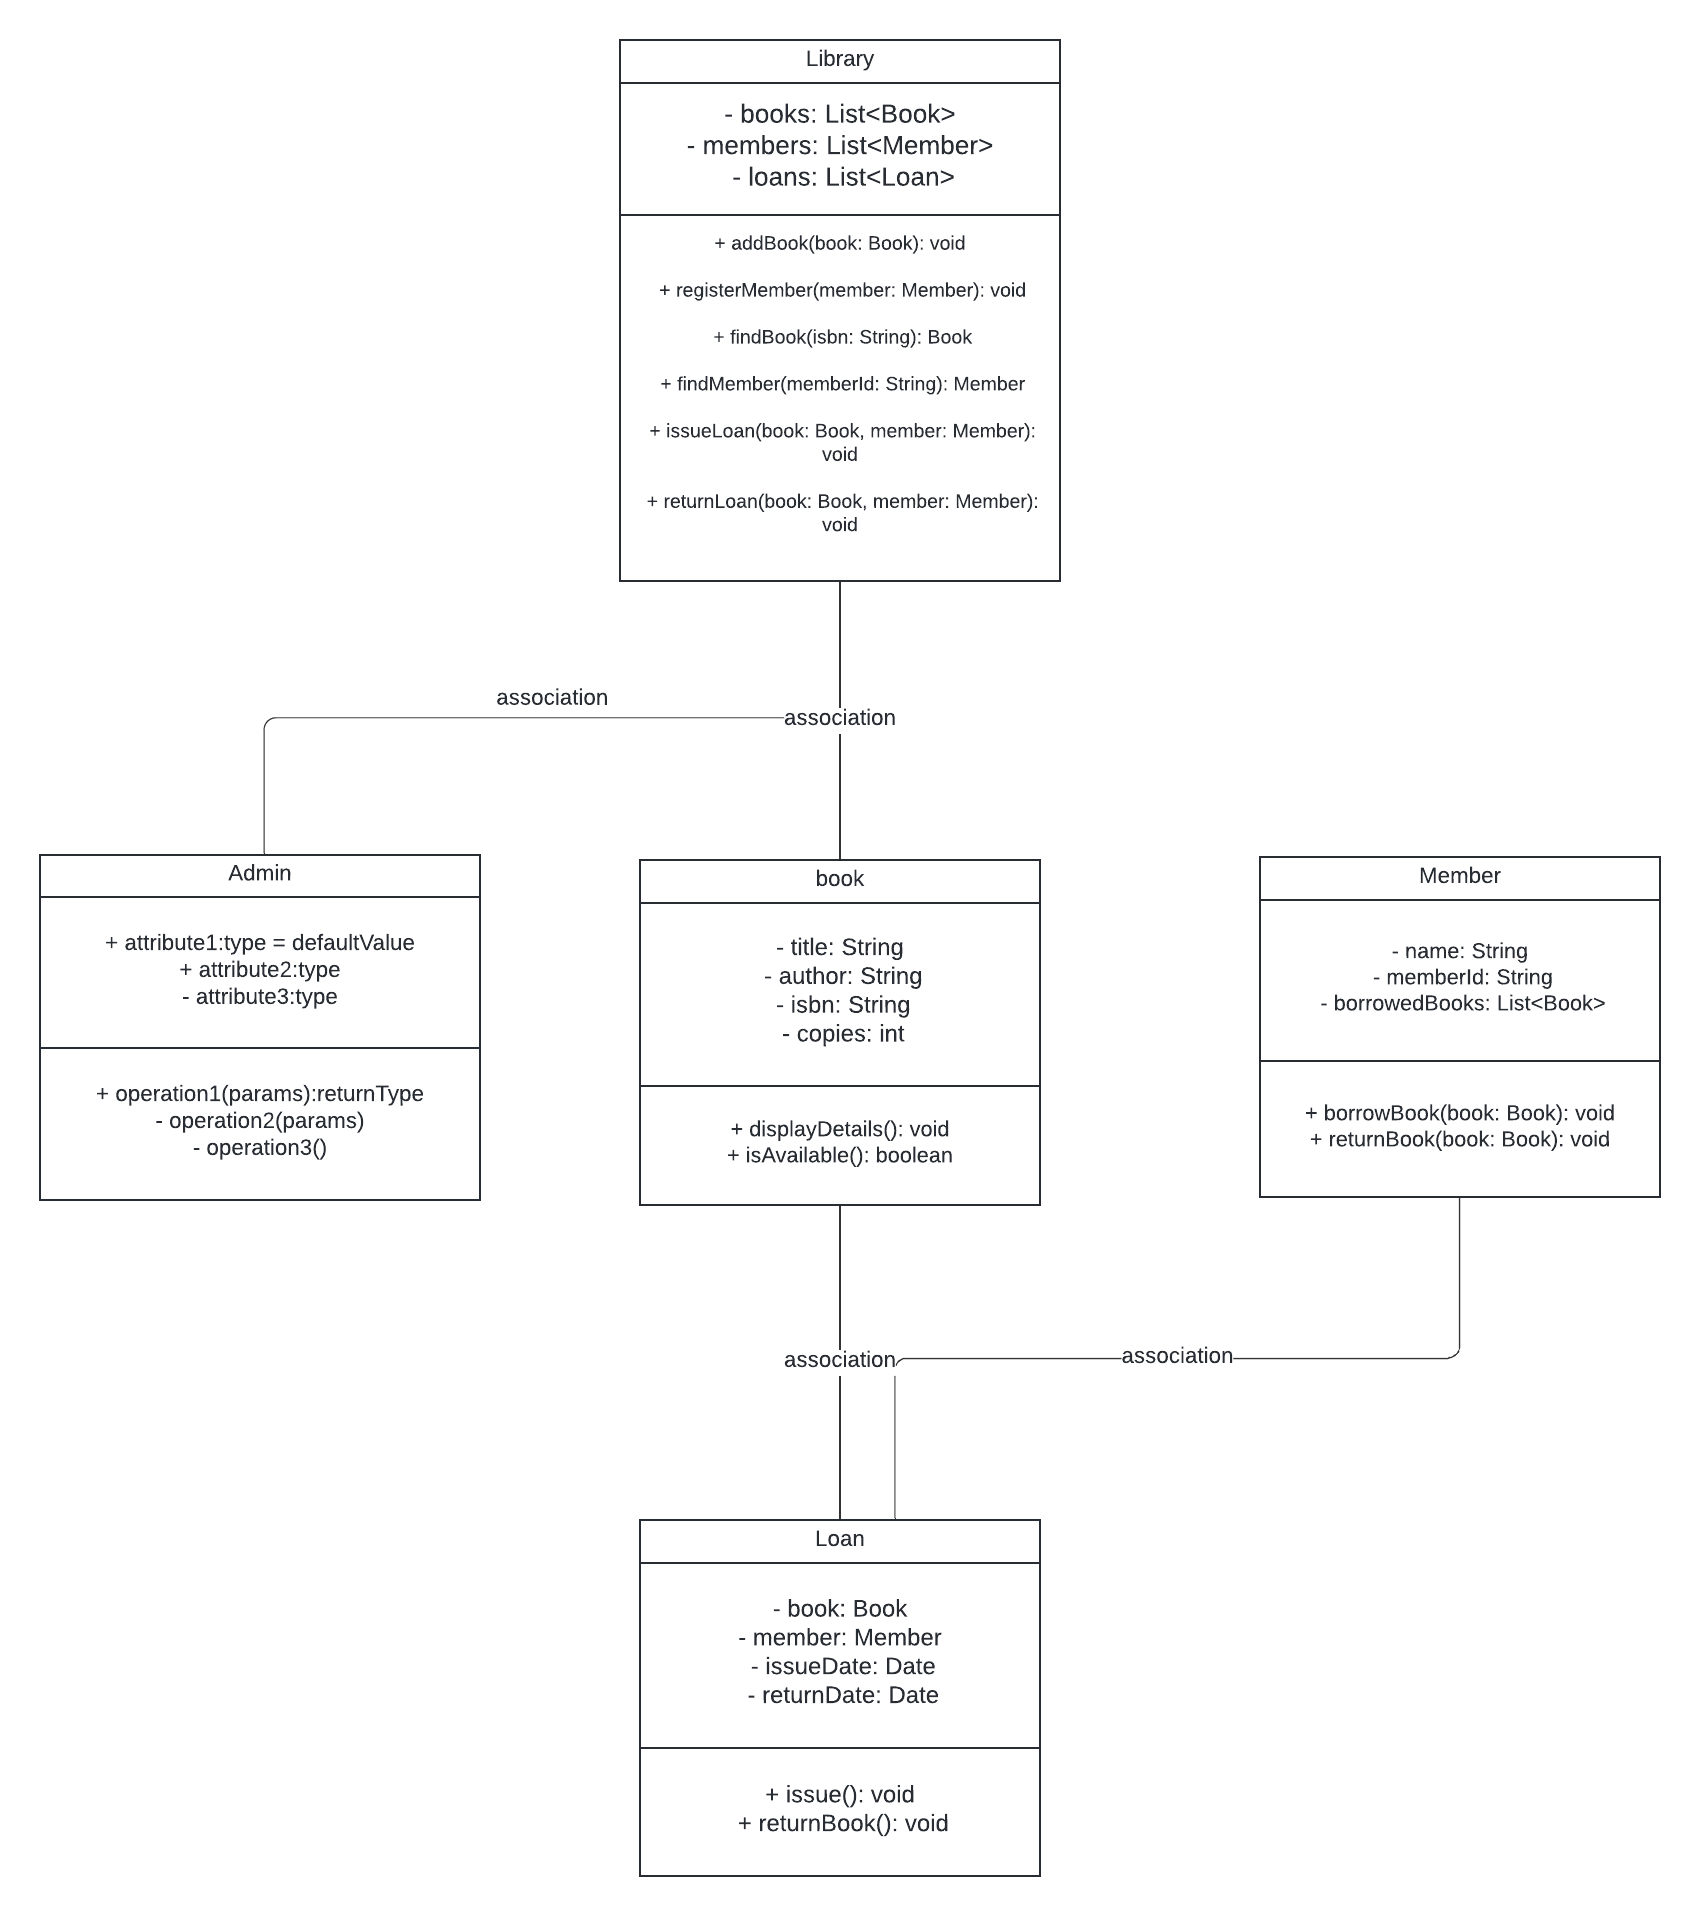 Library
- books: List<Book>
- members: List<Member>
- loans: List<Loan>
+ addBook(book: Book): void
+ registerMember(member: Member): void
+ findBook(isbn: String): Book
+ findMember(memberId: String): Member
+ issueLoan(book: Book, member: Member):
void
+ returnLoan(book: Book, member: Member):
void
association
association
Admin
+ attribute1:type = defaultValue
+ attribute2:type
- attribute3:type
+ operation1(params):returnType
- operation2(params)
- operation3()
book
- title: String
- author: String
- isbn: String
- copies: int
+ displayDetails(): void
+ isAvailable(): boolean
Member
- name: String
- memberId: String
- borrowedBooks: List<Book>
+ borrowBook(book: Book): void
+ returnBook(book: Book): void
association
association
Loan
- book: Book
- member: Member
- issueDate: Date
- returnDate: Date
+ issue(): void
+ returnBook(): void